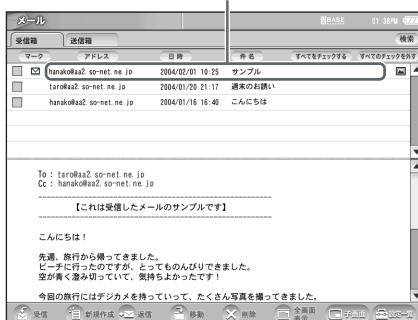 メール NBASE 01:38PM
受信箱 送信箱 検索
マーク アドレス 日時 件名 すべてをチェックする すべてのチェックを外す
hanako@aa2.so-net.ne.jp 2004/02/01 10:25 サンプル
taro@aa2.so-net.ne.jp 2004/01/20 21:17 週末のお誘い
hanako@aa2.so-net.ne.jp 2004/01/16 16:40 こんにちは
To : taro@aa2.so-net.ne.jp
Cc : hanako@aa2.so-net.ne.jp
【これは受信したメールのサンプルです】
こんにちは！
先週、旅行から帰ってきました。
ビーチに行ったのですが、とってものんびりできました。
空が青く澄み切っていて、気持ちよかったです！
今回の旅行にはデジカメを持っていって、たくさん写真を撮ってきました。
受信 新規作成 返信 移動 削除 全画面表示 子画面